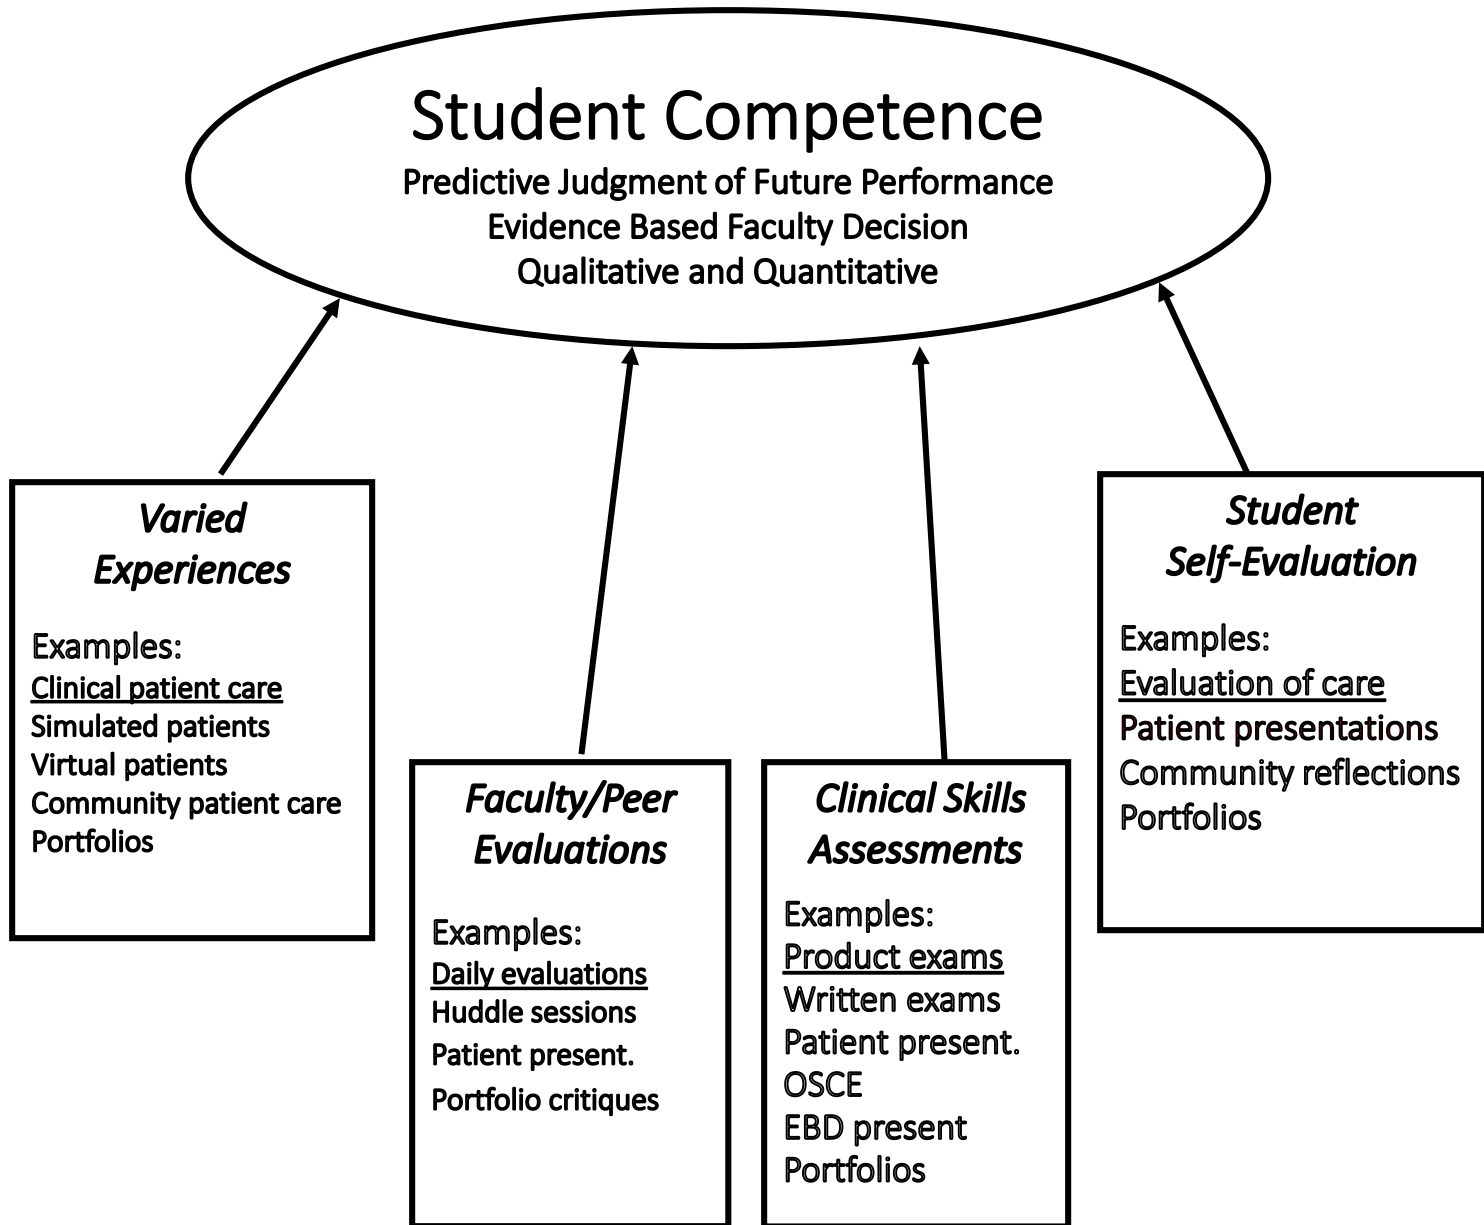 Student Competence
Predictive Judgment of Future Performance
Evidence Based Faculty Decision
Qualitative and Quantitative
Varied
Experiences
Examples:
Clinical patient care
Simulated patients
Virtual patients
Community patient care
Portfolios
Faculty/Peer
Evaluations
Examples:
Daily evaluations
Huddle sessions
Patient present.
Portfolio critiques
Clinical Skills
Assessments
Examples:
Product exams
Written exams
Patient present.
OSCE
EBD present
Portfolios
Student
Self-Evaluation
Examples:
Evaluation of care
Patient presentations
Community reflections
Portfolios